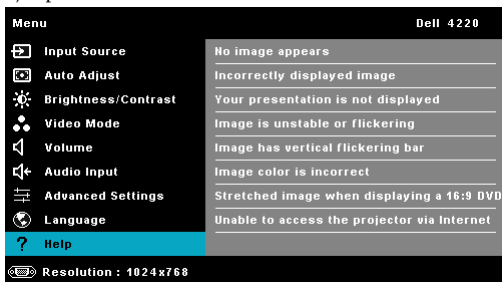 Menu Dell 4220
Input Source No image appears
Auto Adjust Incorrectly displayed image
Brightness/Contrast Your presentation is not displayed
Video Mode Image is unstable or flickering
Volume Image has vertical flickering bar
Audio Input Image color is incorrect
Advanced Settings Stretched image when displaying a 16:9 DVD
Language Unable to access the projector via Internet
? Help
Resolution : 1024x768